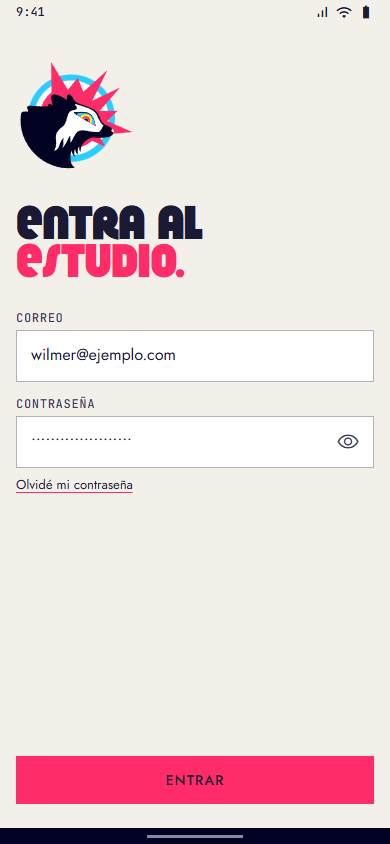 9:41
ENTRA AL
ESTUDIO.
CORREO
wilmer@ejemplo.com
CONTRASEÑA
Olvidé mi contraseña
ENTRAR